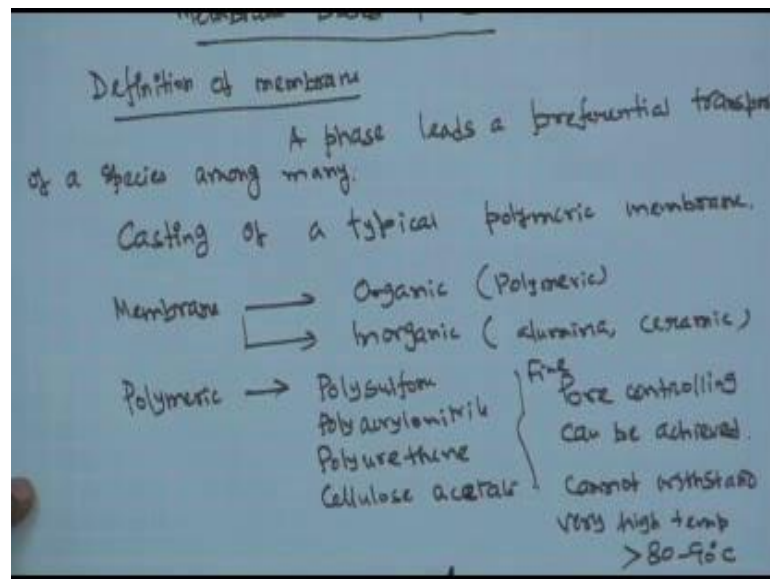 Definition of membrane
A phase leads a preferential transpo
of a species among many.
Casting of a typical polymeric membrane.
Membrane → Organic (Polymeric)
→ Inorganic (alumina, ceramic)
Polymeric → Polysulfone
Polyacrylonitrile
Polyurethene
Cellulose acetate
Fine
Pore controlling
can be achieved.
Cannot withstand
very high temp
>80-90°C